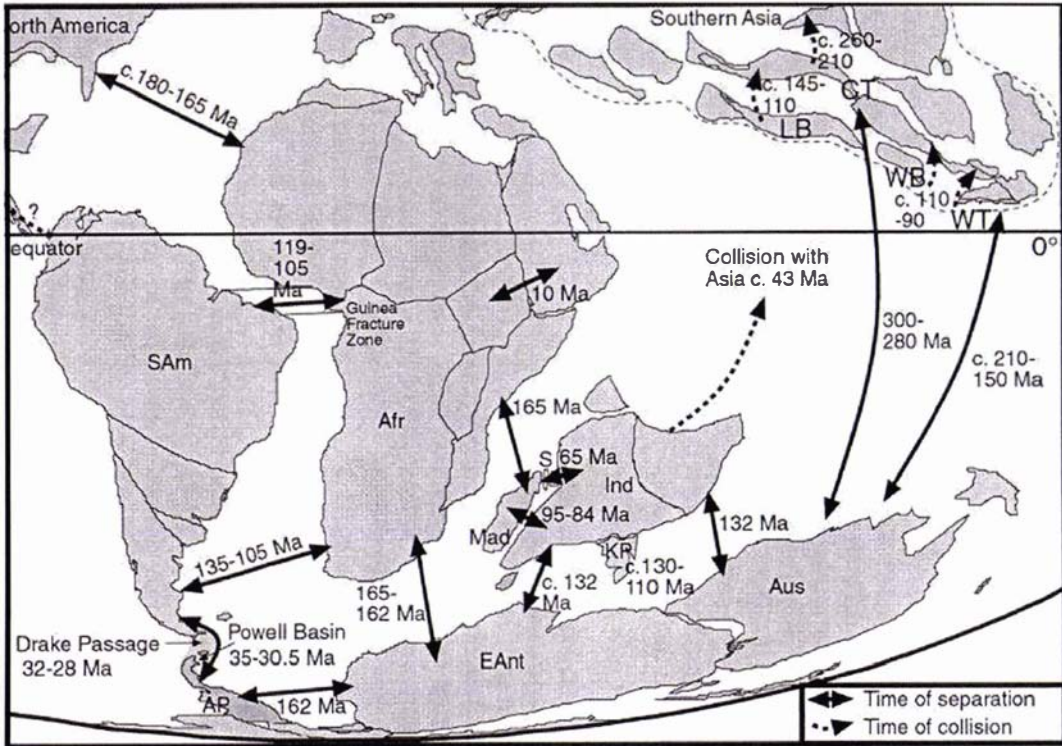 orth America
Southern Asia
c. 260-
210
c.180-165 Ma
c. 145-
110
CT
LB
WB
c. 110
-90
WT
?
equator
0°
119-
105
Ma
Guinea
Fracture
Zone
10 Ma
Collision with
Asia c. 43 Ma
300-
280 Ma
c. 210-
150 Ma
SAm
Afr
165 Ma
S
65 Ma
Ind
95-84 Ma
Mad
KP
c.130-
110 Ma
132 Ma
135-105 Ma
165-
162 Ma
c. 132
Ma
Aus
Drake Passage
32-28 Ma
Powell Basin
35-30.5 Ma
EAnt
AP
162 Ma
Time of separation
Time of collision